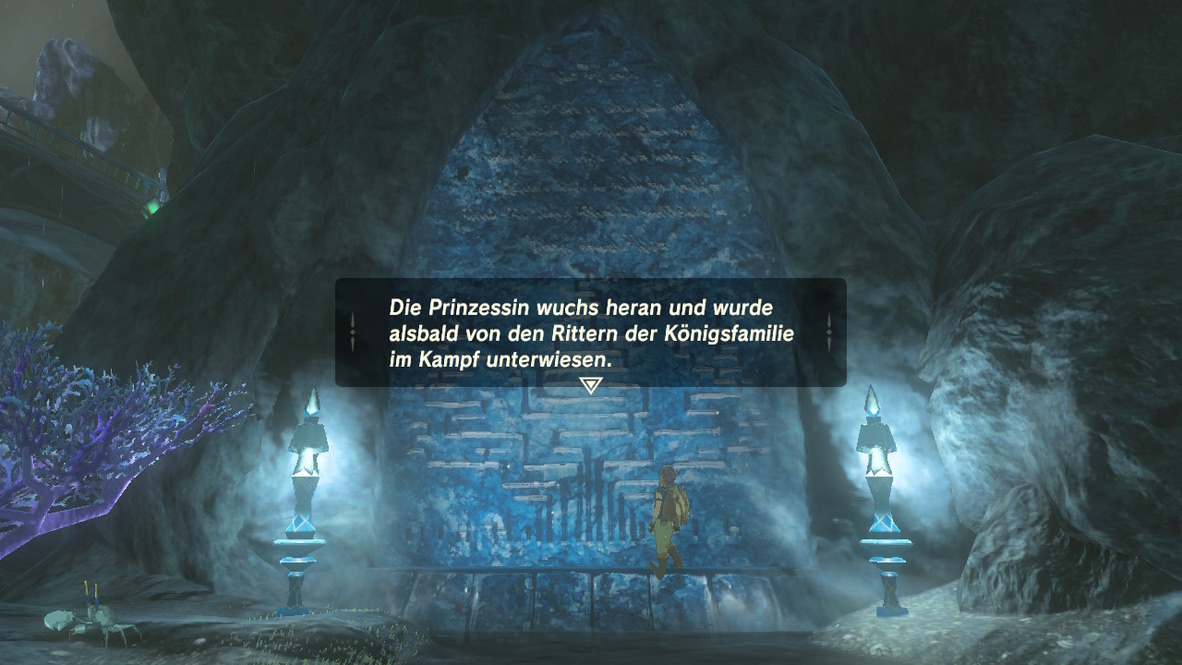 Die Prinzessin wuchs heran und wurde
alsbald von den Rittern der Königsfamilie
im Kampf unterwiesen.